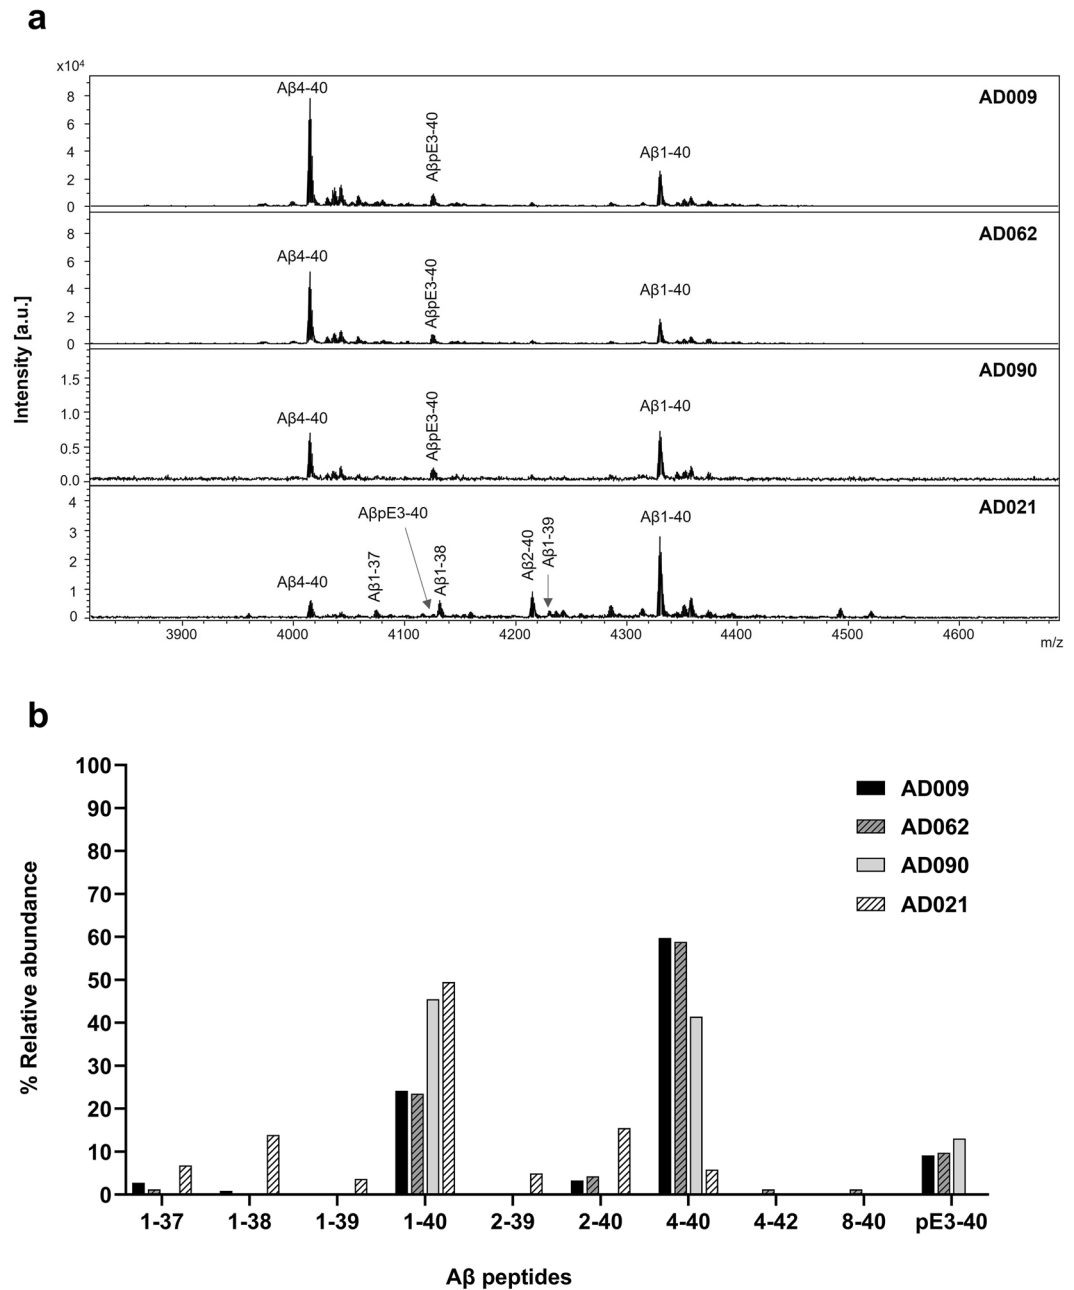 a
x10⁴
Aβ4-40
AβpE3-40
Aβ1-40
AD009
8
6
4
2
0
Aβ4-40
AβpE3-40
Aβ1-40
AD062
8
6
4
2
0
Aβ4-40
AβpE3-40
Aβ1-40
AD090
1.5
1.0
0.5
0.0
AβpE3-40
Aβ4-40
Aβ1-37
Aβ1-38
Aβ2-40
Aβ1-39
Aβ1-40
AD021
4
3
2
1
0
Intensity [a.u.]
3900 4000 4100 4200 4300 4400 4500 4600
m/z
b
100
90
80
70
60
50
40
30
20
10
0
% Relative abundance
AD009
AD062
AD090
AD021
1-37 1-38 1-39 1-40 2-39 2-40 4-40 4-42 8-40 pE3-40
Aβ peptides